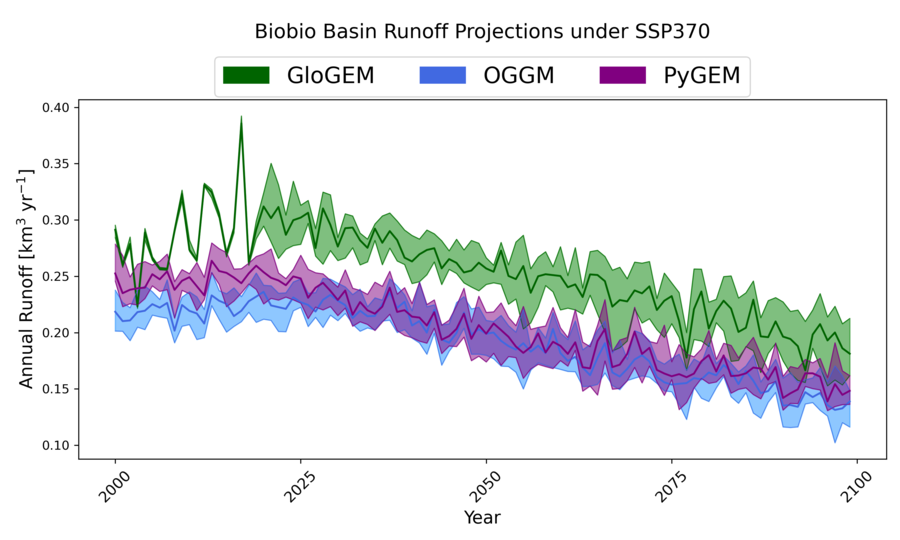 Biobio Basin Runoff Projections under SSP370
GloGEM OGGM PyGEM
Annual Runoff [km³ yr⁻¹]
0.40
0.35
0.30
0.25
0.20
0.15
0.10
2000 2025 2050 2075 2100
Year